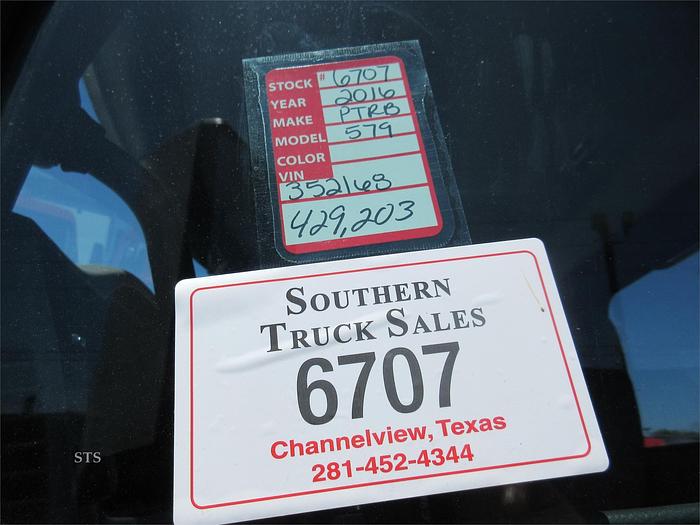 STOCK # 6707
YEAR 2016
MAKE PTRB
MODEL 579
COLOR
VIN
352168
429,203
SOUTHERN
TRUCK SALES
6707
Channelview, Texas
281-452-4344
STS